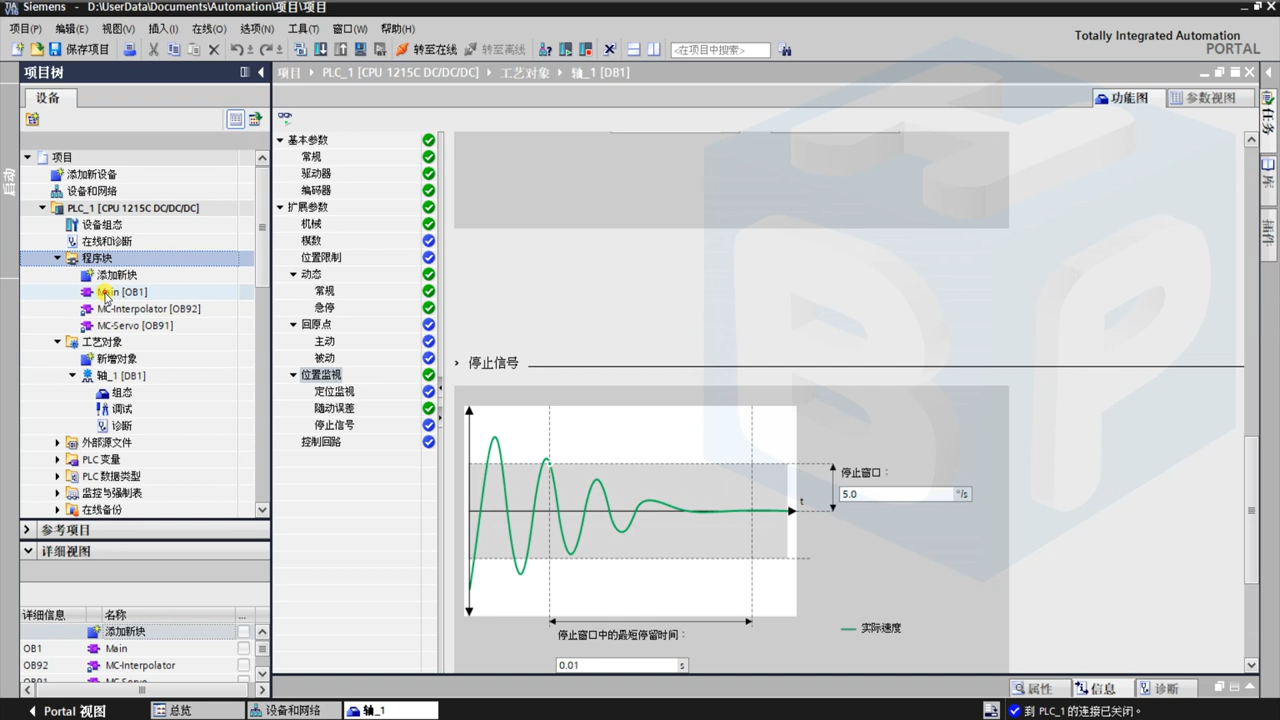 Siemens - D:\UserData\Documents\Automation\项目\项目
项目(P) 编辑(E) 视图(V) 插入(I) 在线(O) 选项(N) 工具(T) 窗口(W) 帮助(H)
Totally Integrated Automation
PORTAL
保存项目 转至在线 转至离线 <在项目中搜索>
项目树
项目 PLC_1 [CPU 1215C DC/DC/DC] 工艺对象 轴_1 [DB1]
设备
功能图 参数视图
任务
库
插件
启动
项目
添加新设备
设备和网络
PLC_1 [CPU 1215C DC/DC/DC]
设备组态
在线和诊断
程序块
添加新块
Main [OB1]
MC-Interpolator [OB92]
MC-Servo [OB91]
工艺对象
新增对象
轴_1 [DB1]
组态
调试
诊断
外部源文件
PLC 变量
PLC 数据类型
监控与强制表
在线备份
参考项目
详细视图
详细信息 名称 ...
添加新块
OB1 Main
OB92 MC-Interpolator
OB91 MC-Servo
基本参数
常规
驱动器
编码器
扩展参数
机械
模数
位置限制
动态
常规
急停
回原点
主动
被动
位置监视
定位监视
随动误差
停止信号
控制回路
停止信号
停止窗口：
5.0 °/s
t
停止窗口中的最短停留时间：
0.01 s
实际速度
属性 信息 诊断
Portal 视图 总览 设备和网络 轴_1 到 PLC_1 的连接已关闭。